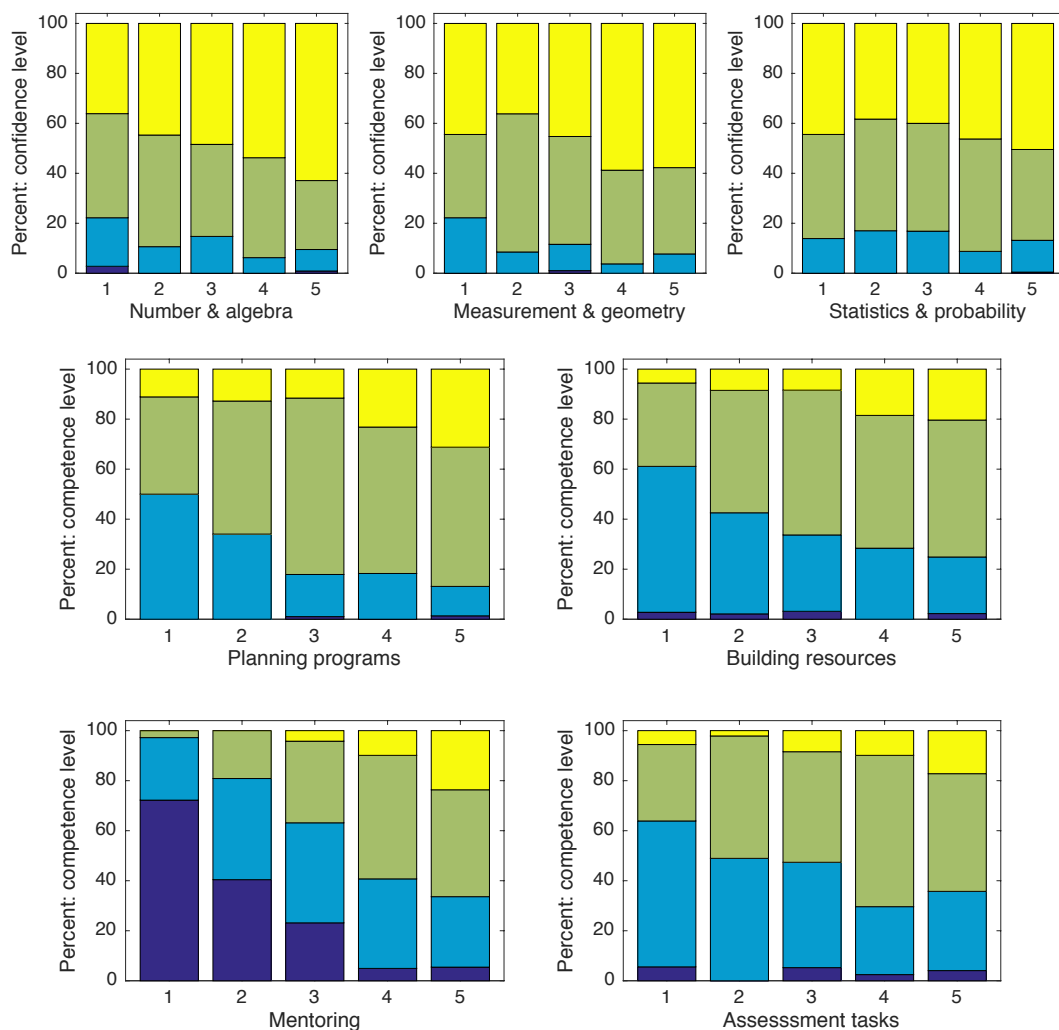 Percent: confidence level
100
80
60
40
20
0
1 2 3 4 5
Number & algebra
Percent: confidence level
100
80
60
40
20
0
1 2 3 4 5
Measurement & geometry
Percent: confidence level
100
80
60
40
20
0
1 2 3 4 5
Statistics & probability
Percent: competence level
100
80
60
40
20
0
1 2 3 4 5
Planning programs
Percent: competence level
100
80
60
40
20
0
1 2 3 4 5
Building resources
Percent: competence level
100
80
60
40
20
0
1 2 3 4 5
Mentoring
Percent: competence level
100
80
60
40
20
0
1 2 3 4 5
Assesssment tasks